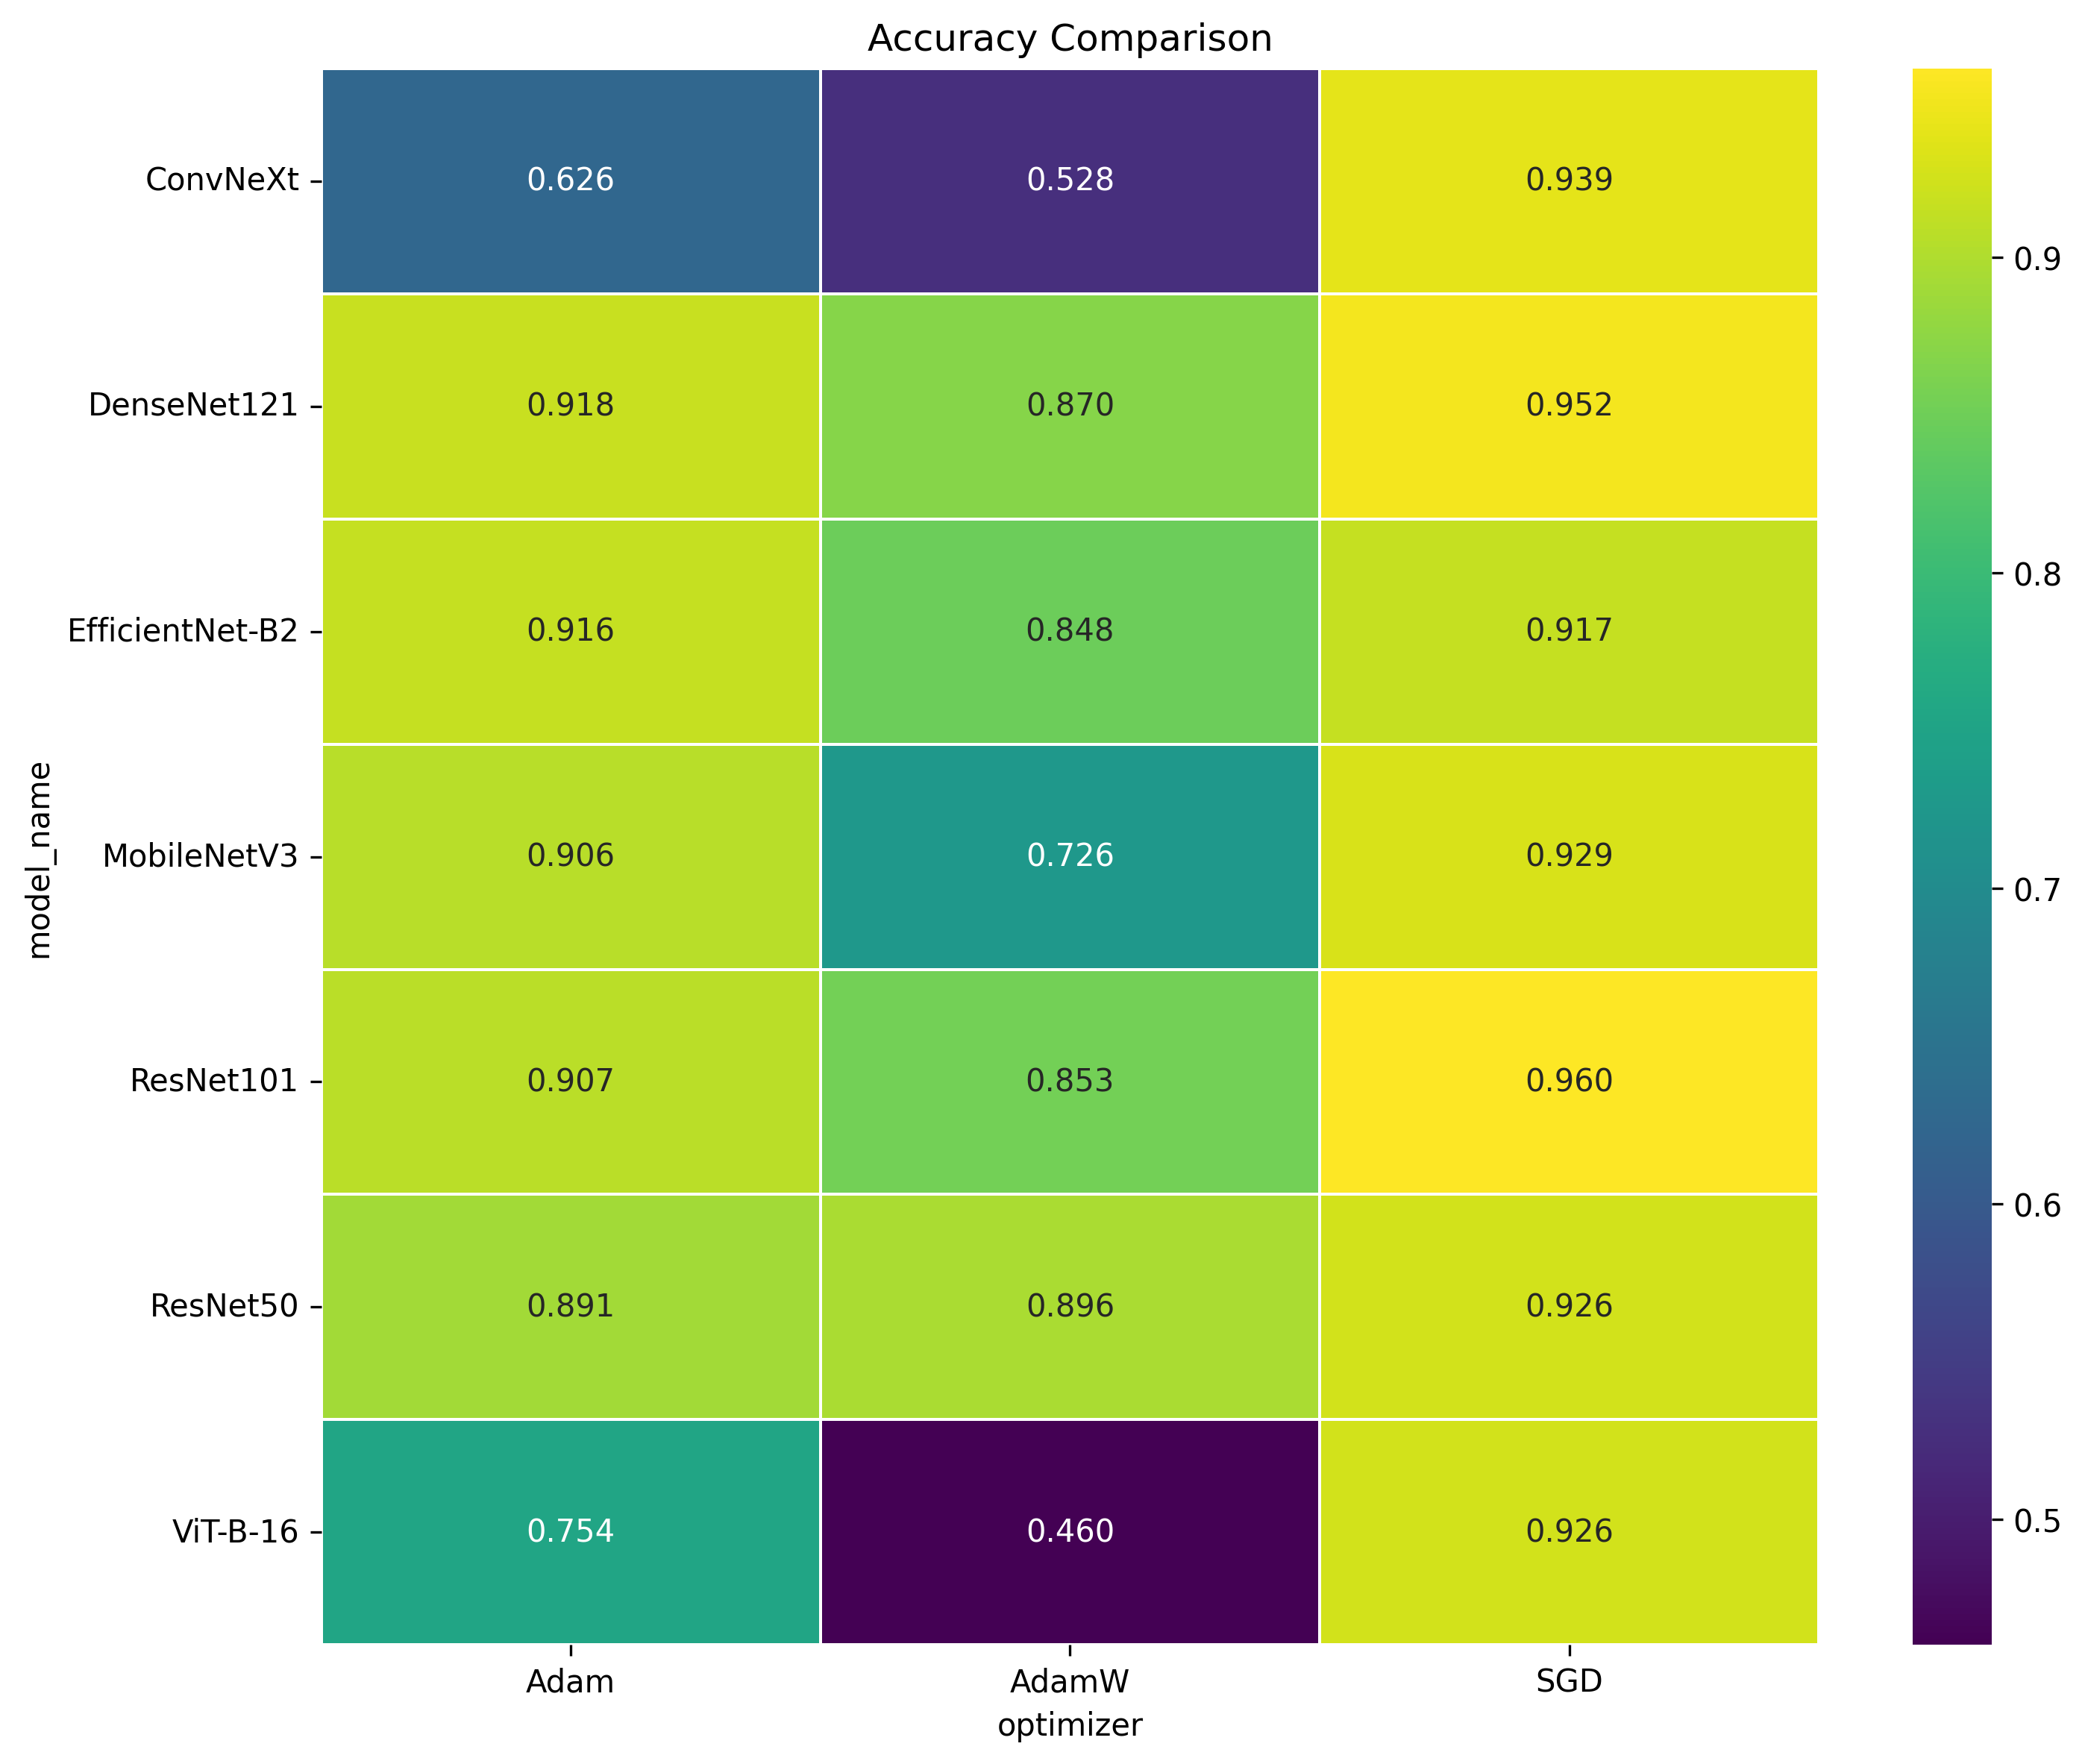 Accuracy Comparison
ConvNeXt 0.626 0.528 0.939
DenseNet121 0.918 0.870 0.952
EfficientNet-B2 0.916 0.848 0.917
MobileNetV3 0.906 0.726 0.929
ResNet101 0.907 0.853 0.960
ResNet50 0.891 0.896 0.926
ViT-B-16 0.754 0.460 0.926
model_name
Adam AdamW SGD
optimizer
0.9
0.8
0.7
0.6
0.5